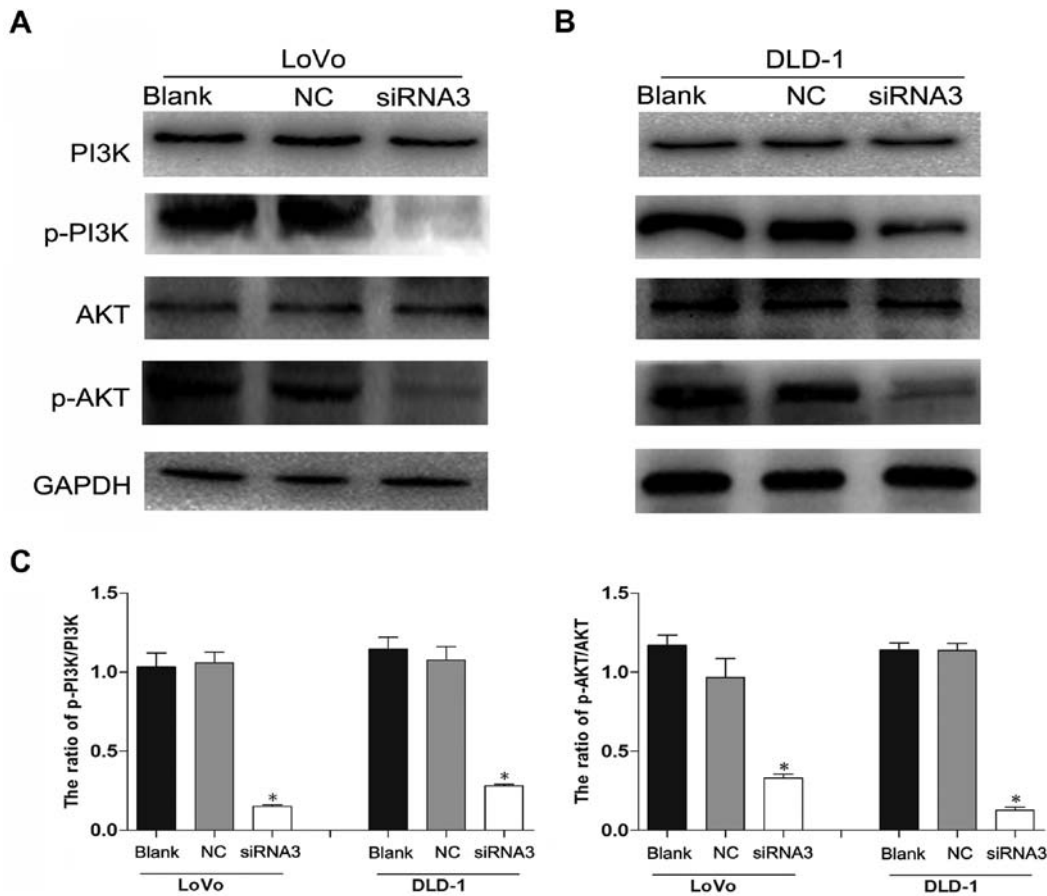 A
LoVo
Blank NC siRNA3
PI3K
p-PI3K
AKT
p-AKT
GAPDH
B
DLD-1
Blank NC siRNA3
C
The ratio of p-PI3K/PI3K
1.5
1.0
0.5
0.0
* *
Blank NC siRNA3 Blank NC siRNA3
LoVo DLD-1
The ratio of p-AKT/AKT
1.5
1.0
0.5
0.0
* *
Blank NC siRNA3 Blank NC siRNA3
LoVo DLD-1